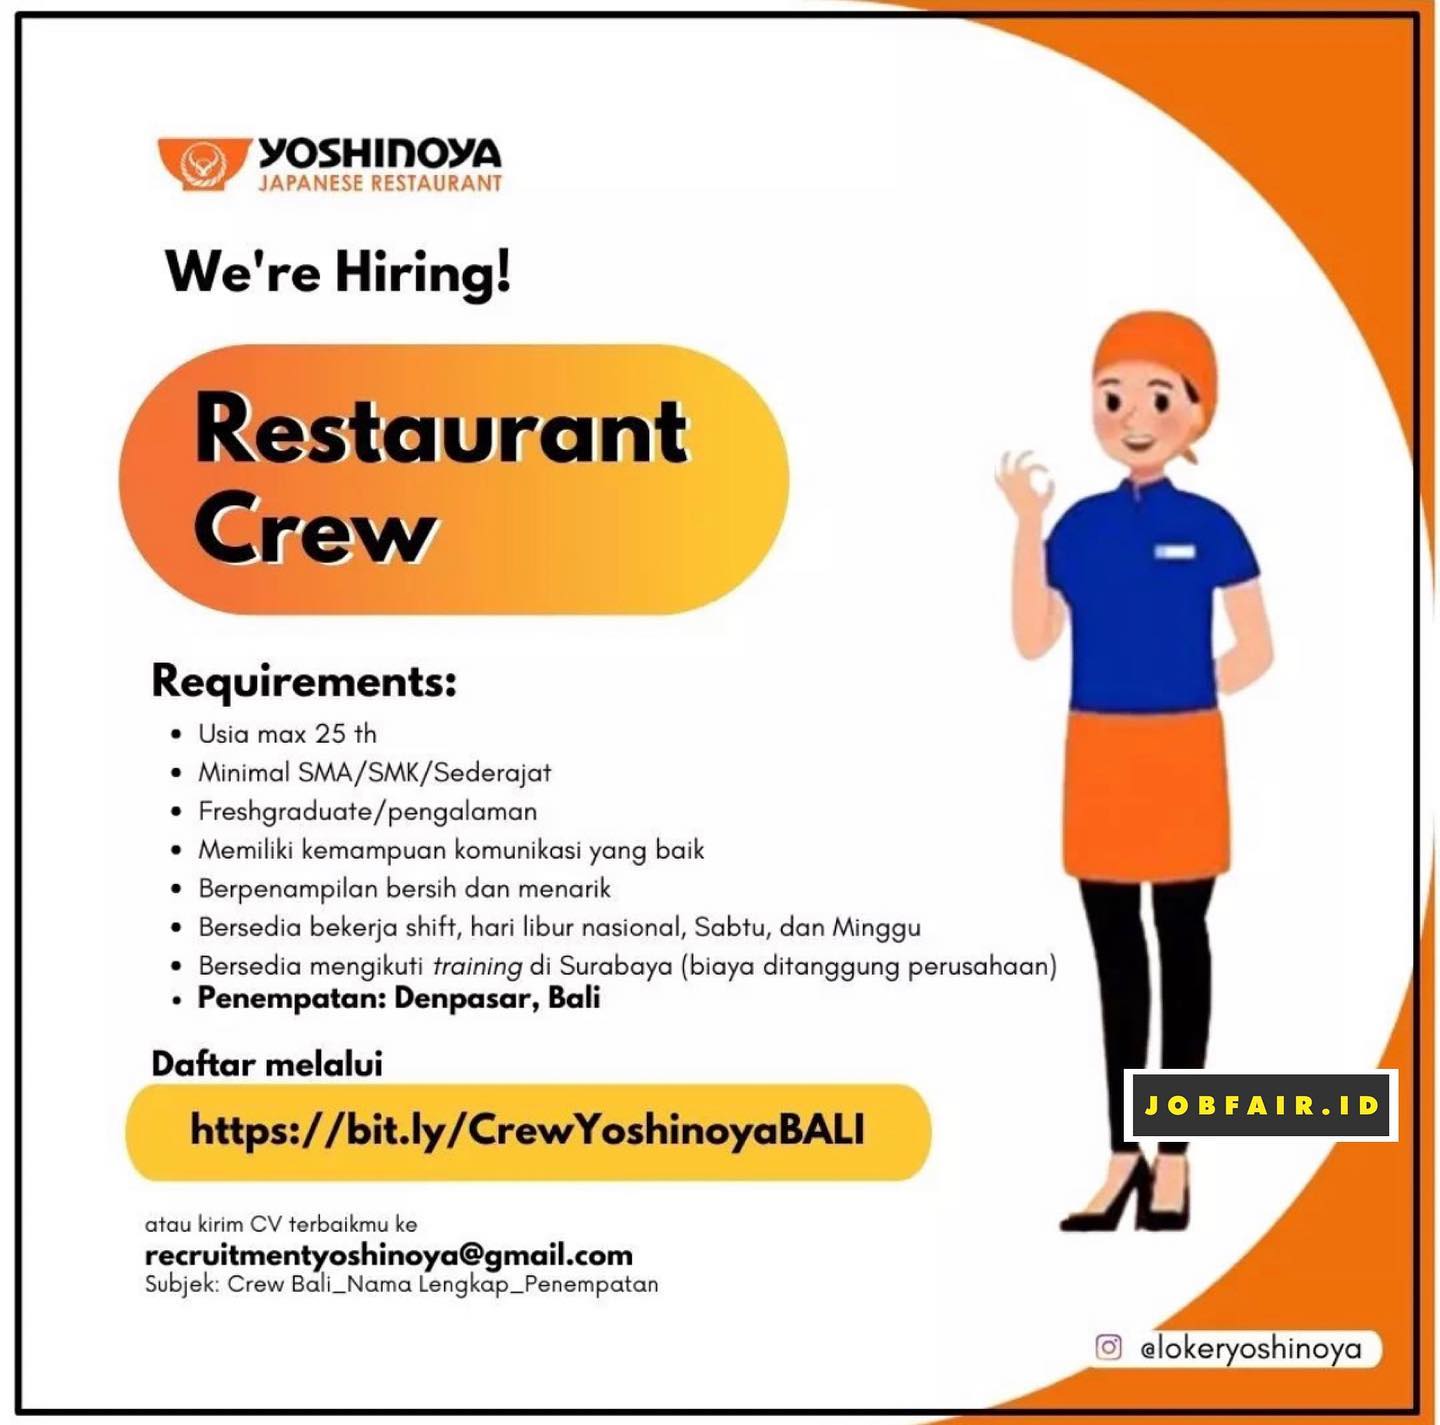 YOSHINOYA
JAPANESE RESTAURANT
We're Hiring!
Restaurant
Crew
Requirements:
• Usia max 25 th
• Minimal SMA/SMK/Sederajat
• Freshgraduate/pengalaman
• Memiliki kemampuan komunikasi yang baik
• Berpenampilan bersih dan menarik
• Bersedia bekerja shift, hari libur nasional, Sabtu, dan Minggu
• Bersedia mengikuti training di Surabaya (biaya ditanggung perusahaan)
• Penempatan: Denpasar, Bali
Daftar melalui
https://bit.ly/CrewYoshinoyaBALI
JOBFAIR.ID
atau kirim CV terbaikmu ke
recruitmentyoshinoya@gmail.com
Subjek: Crew Bali_Nama Lengkap_Penempatan
@lokeryoshinoya